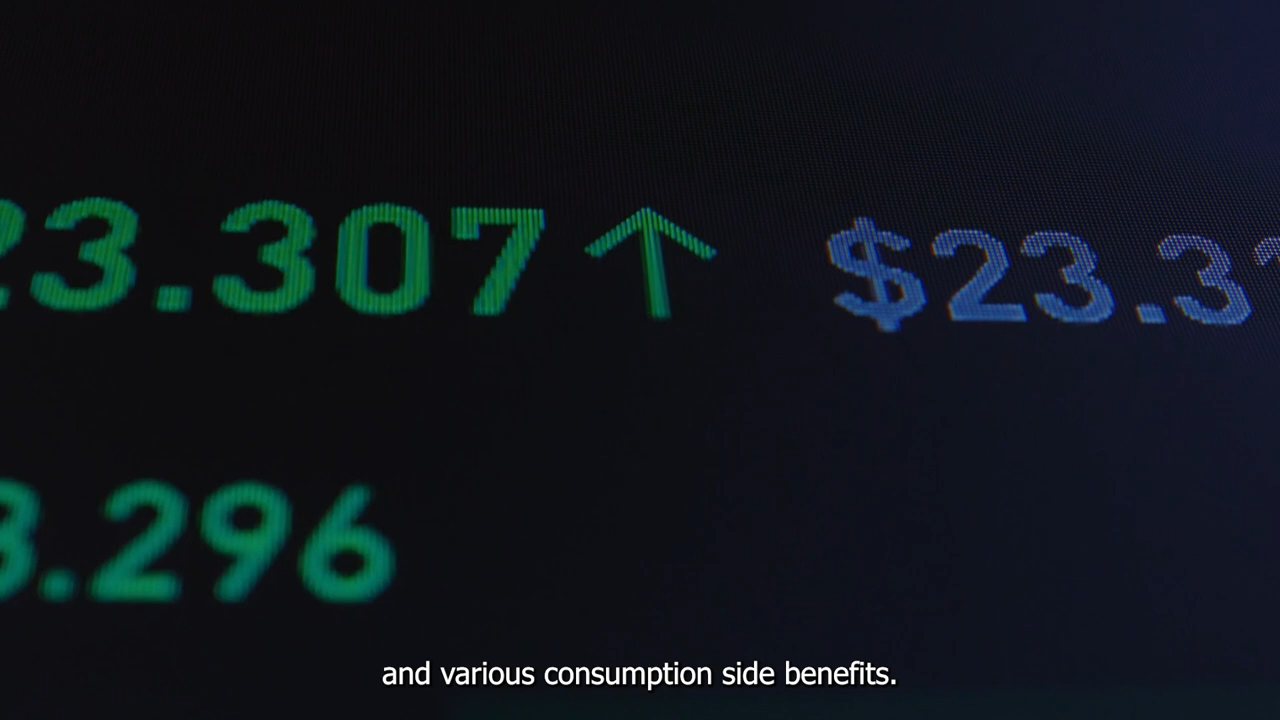 23.307↑ $23.3
3.296
and various consumption side benefits.